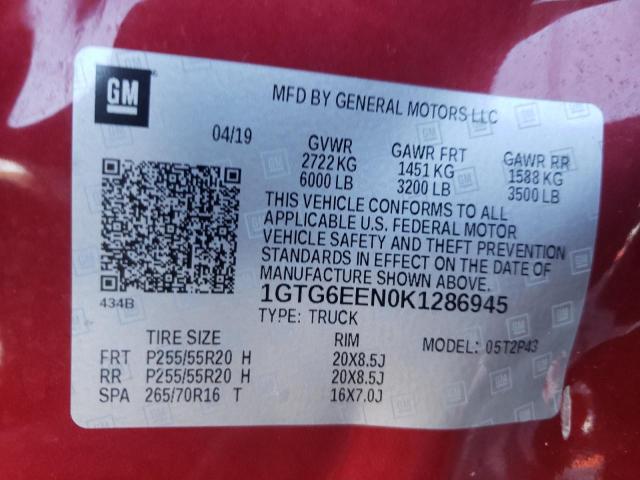 GM
MFD BY GENERAL MOTORS LLC
04/19
GVWR GAWR FRT GAWR RR
2722 KG 1451 KG 1588 KG
6000 LB 3200 LB 3500 LB
THIS VEHICLE CONFORMS TO ALL
APPLICABLE U.S. FEDERAL MOTOR
VEHICLE SAFETY AND THEFT PREVENTION
STANDARDS IN EFFECT ON THE DATE OF
MANUFACTURE SHOWN ABOVE.
434B
1GTG6EEN0K1286945
TYPE: TRUCK
MODEL: 05T2P43
TIRE SIZE RIM
FRT P255/55R20 H 20X8.5J
RR P255/55R20 H 20X8.5J
SPA 265/70R16 T 16X7.0J